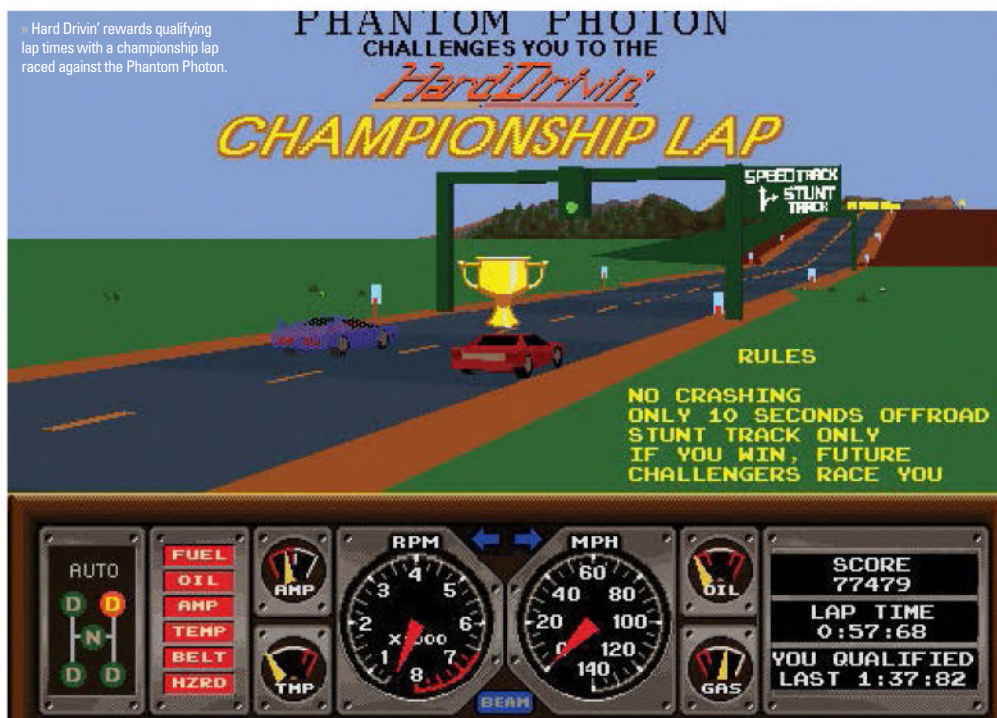 » Hard Drivin' rewards qualifying
lap times with a championship lap
raced against the Phantom Photon.
PHANTOM PHOTON
CHALLENGES YOU TO THE
Hard Drivin'
CHAMPIONSHIP LAP
SPEED TRACK
STUNT
TRACK
RULES
NO CRASHING
ONLY 10 SECONDS OFFROAD
STUNT TRACK ONLY
IF YOU WIN, FUTURE
CHALLENGERS RACE YOU
AUTO
D D
N
D D
FUEL
OIL
AMP
TEMP
BELT
HZRD
AMP
TMP
RPM
1 2 3 4 5 6 7 8
MPH
0 20 40 60 80 100 120 140
BEAM
OIL
GAS
SCORE
77479
LAP TIME
0:57:68
YOU QUALIFIED
LAST 1:37:82